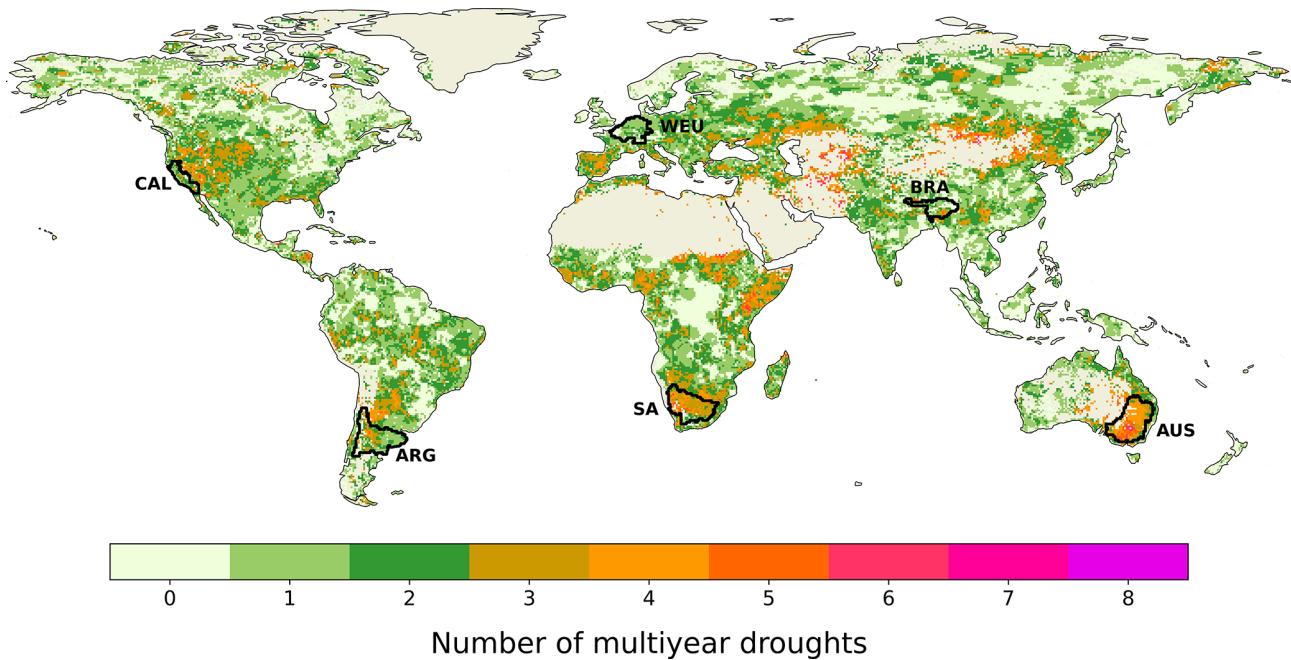 WEU
CAL
BRA
SA
AUS
ARG
0 1 2 3 4 5 6 7 8
Number of multiyear droughts